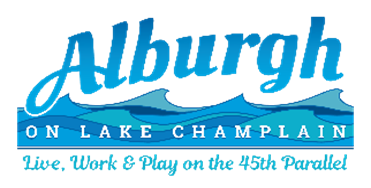 Alburgh
ON LAKE CHAMPLAIN
Live, Work & Play on the 45th Parallel